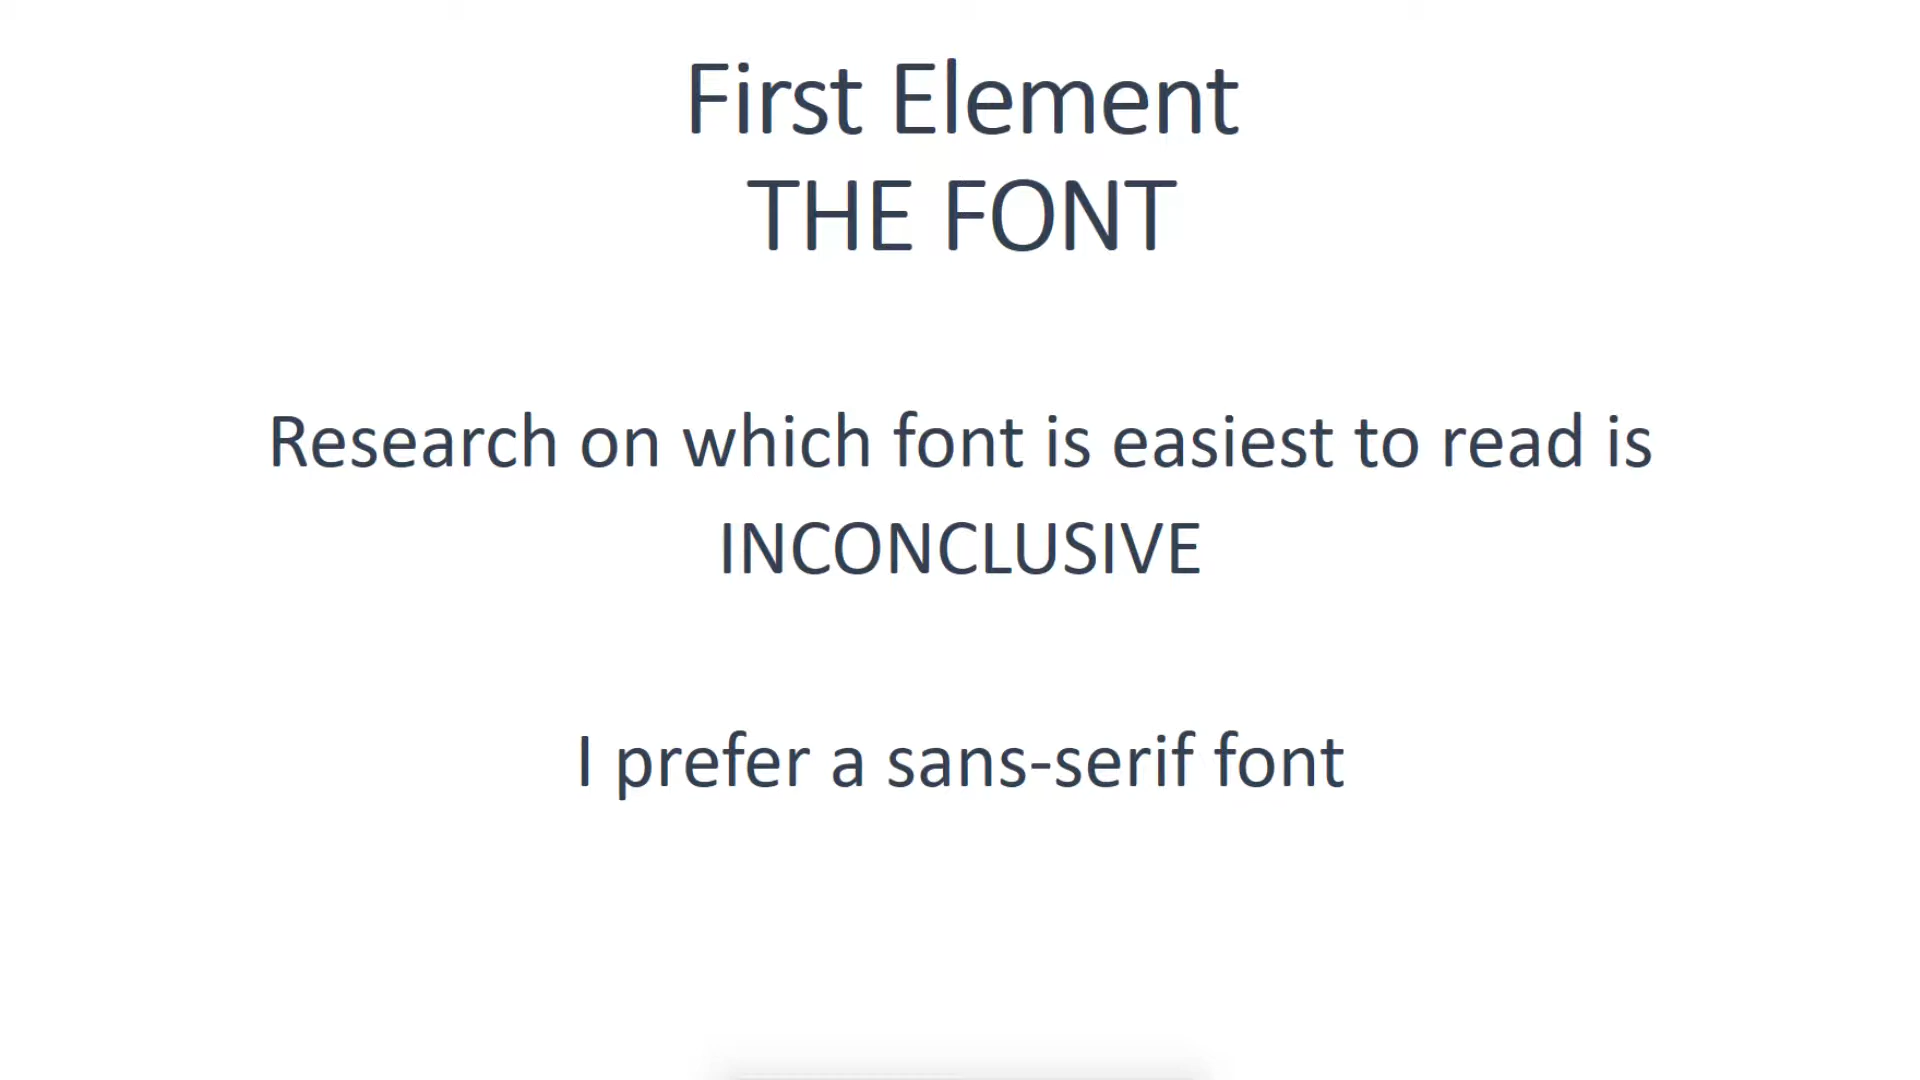 First Element
THE FONT
Research on which font is easiest to read is
INCONCLUSIVE
I prefer a sans-serif font